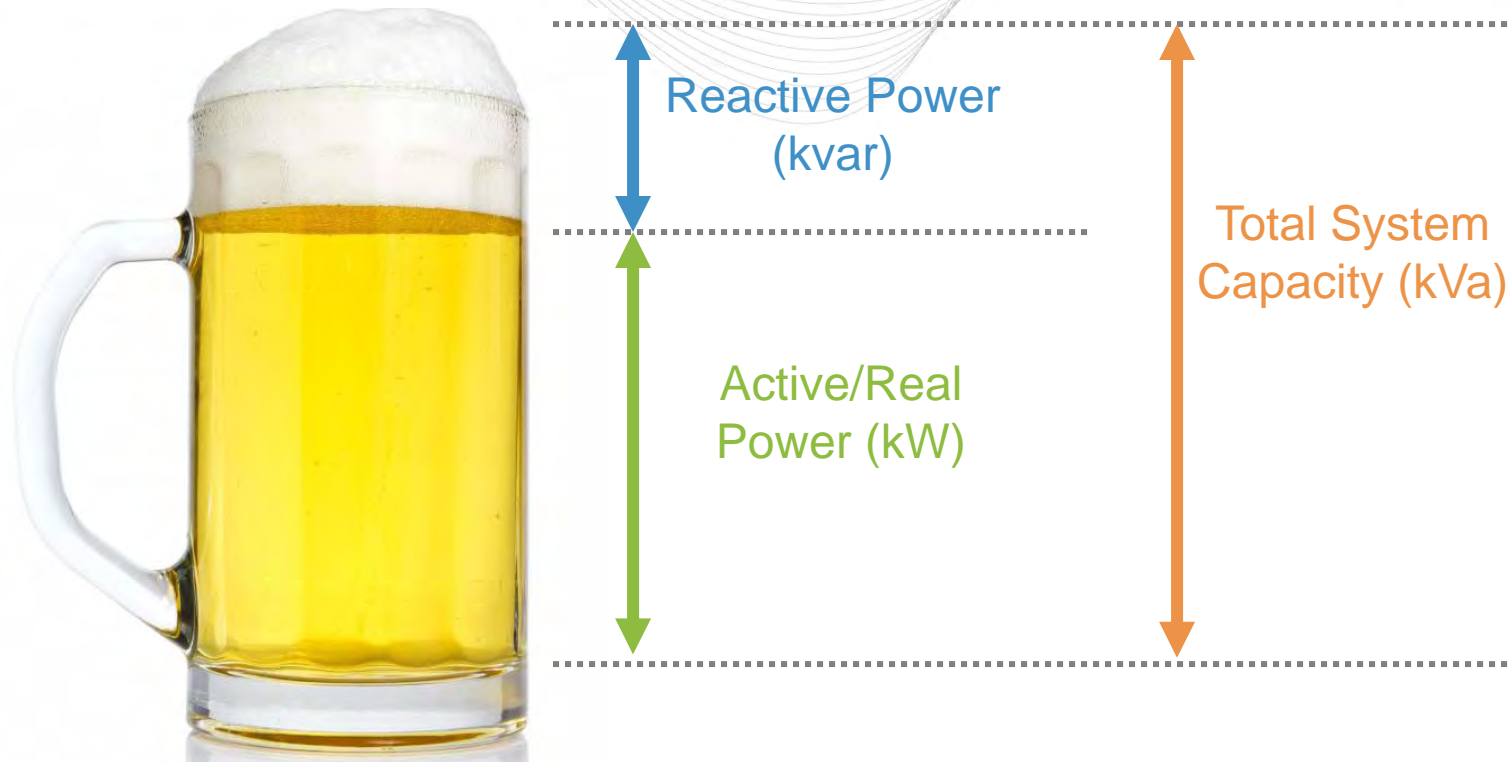 Reactive Power
(kvar)
Total System
Capacity (kVa)
Active/Real
Power (kW)